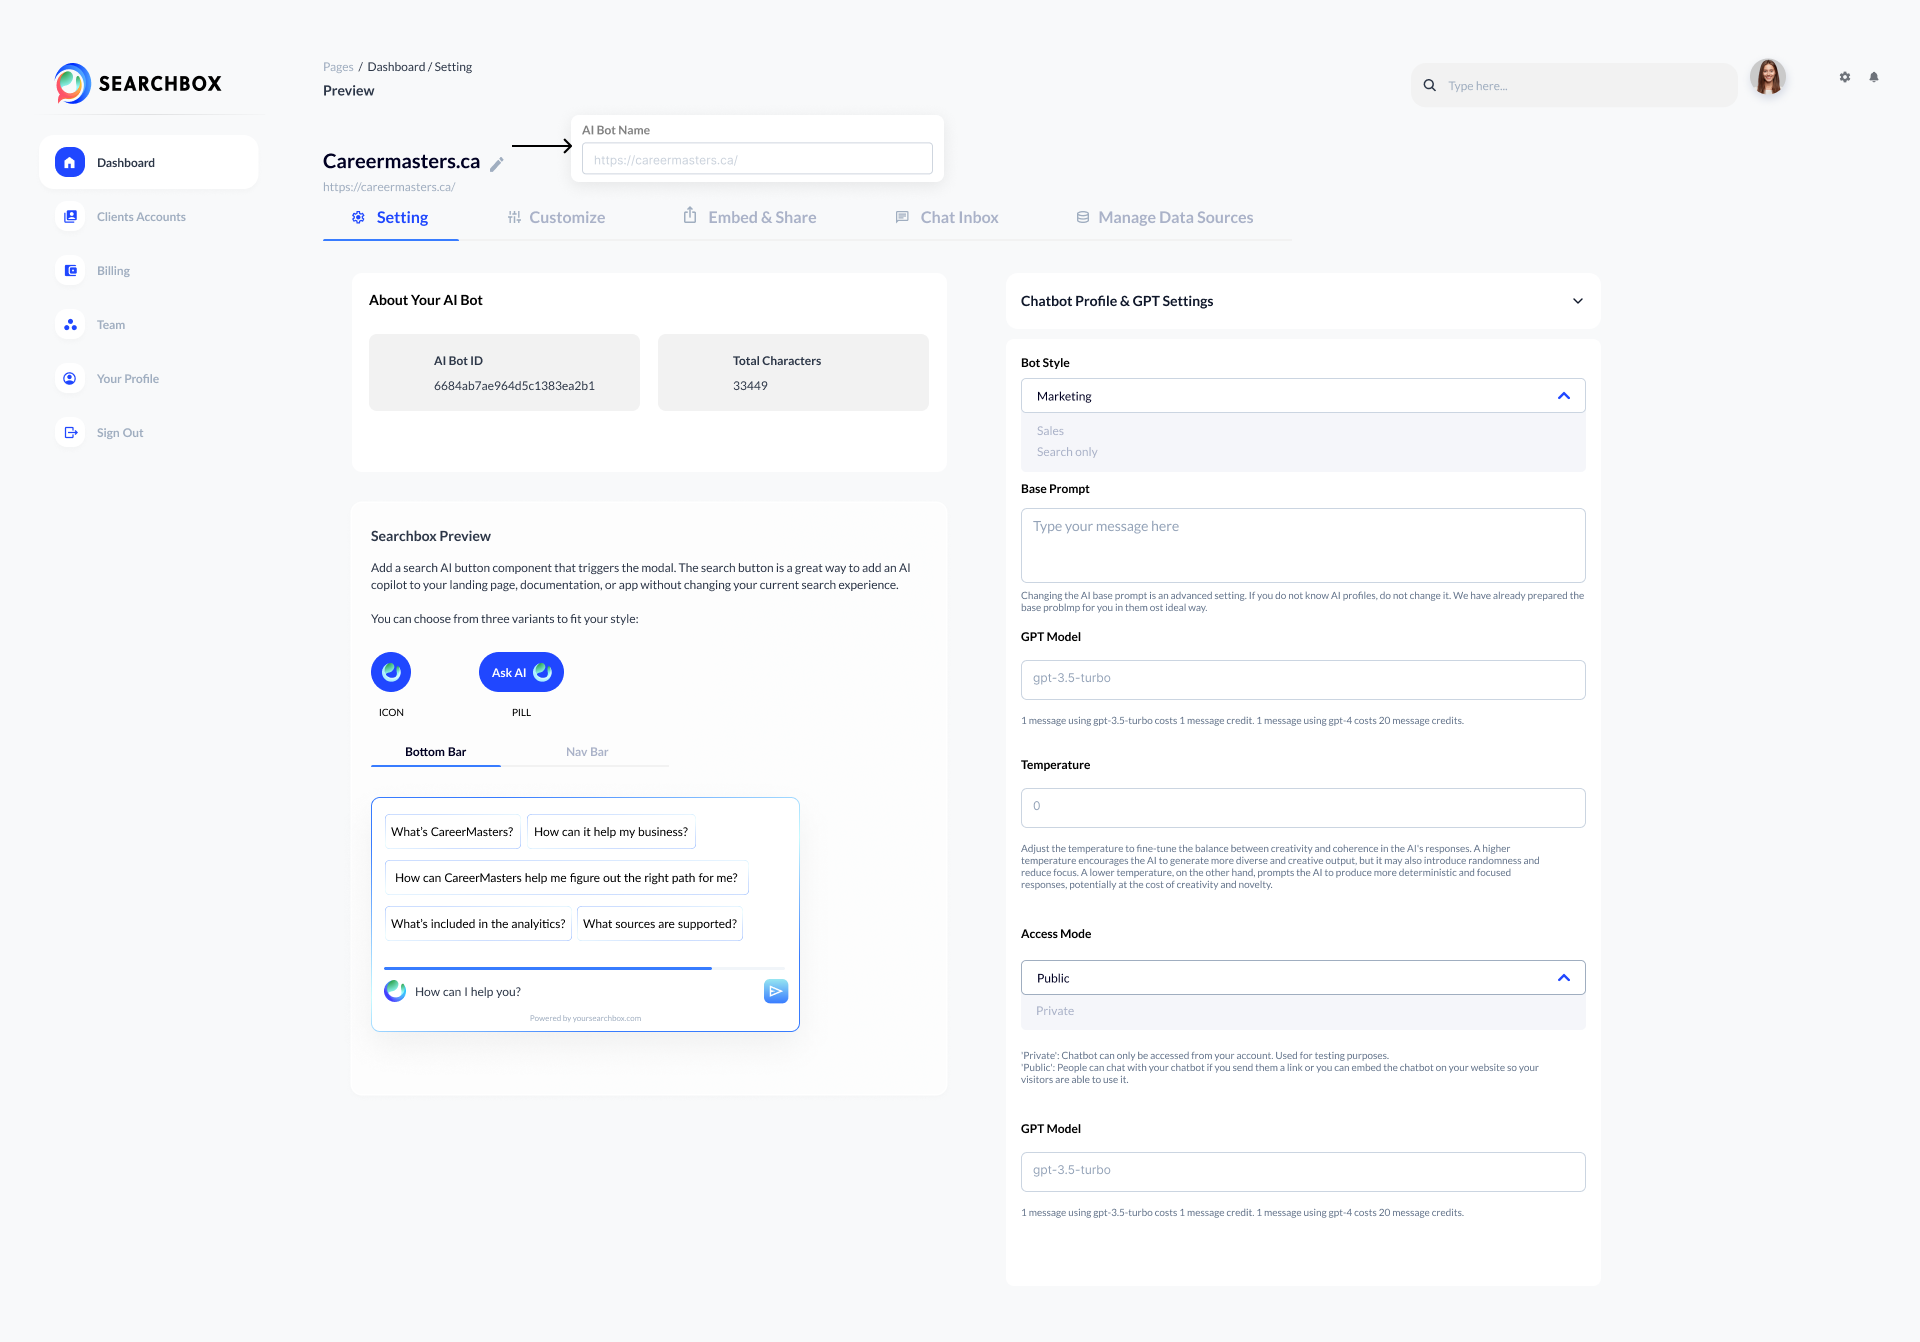 SEARCHBOX
Dashboard
Clients Accounts
Billing
Team
Your Profile
Sign Out
Pages / Dashboard / Setting
Preview
Type here...
Careermasters.ca
https://careermasters.ca/
AI Bot Name
https://careermasters.ca/
Setting
Customize
Embed & Share
Chat Inbox
Manage Data Sources
About Your AI Bot
AI Bot ID
6684ab7ae964d5c1383ea2b1
Total Characters
33449
Searchbox Preview
Add a search AI button component that triggers the modal. The search button is a great way to add an AI
copilot to your landing page, documentation, or app without changing your current search experience.
You can choose from three variants to fit your style:
Ask AI
ICON
PILL
Bottom Bar
Nav Bar
What's CareerMasters?
How can it help my business?
How can CareerMasters help me figure out the right path for me?
What's included in the analyitics?
What sources are supported?
How can I help you?
Powered by yoursearchbox.com
Chatbot Profile & GPT Settings
Bot Style
Marketing
Sales
Search only
Base Prompt
Type your message here
Changing the AI base prompt is an advanced setting. If you do not know AI profiles, do not change it. We have already prepared the
base problmp for you in them ost ideal way.
GPT Model
gpt-3.5-turbo
1 message using gpt-3.5-turbo costs 1 message credit. 1 message using gpt-4 costs 20 message credits.
Temperature
0
Adjust the temperature to fine-tune the balance between creativity and coherence in the AI's responses. A higher
temperature encourages the AI to generate more diverse and creative output, but it may also introduce randomness and
reduce focus. A lower temperature, on the other hand, prompts the AI to produce more deterministic and focused
responses, potentially at the cost of creativity and novelty.
Access Mode
Public
Private
'Private': Chatbot can only be accessed from your account. Used for testing purposes.
'Public': People can chat with your chatbot if you send them a link or you can embed the chatbot on your website so your
visitors are able to use it.
GPT Model
gpt-3.5-turbo
1 message using gpt-3.5-turbo costs 1 message credit. 1 message using gpt-4 costs 20 message credits.